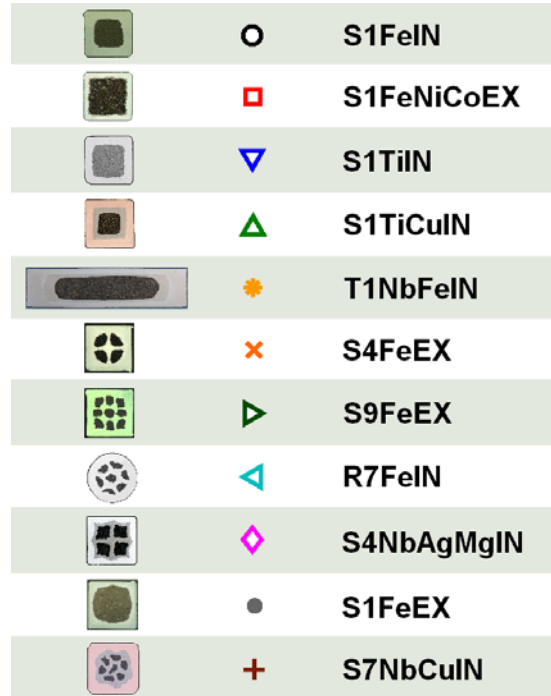 S1FeIN
S1FeNiCoEX
S1TiIN
S1TiCuIN
T1NbFeIN
S4FeEX
S9FeEX
R7FeIN
S4NbAgMgIN
S1FeEX
S7NbCuIN